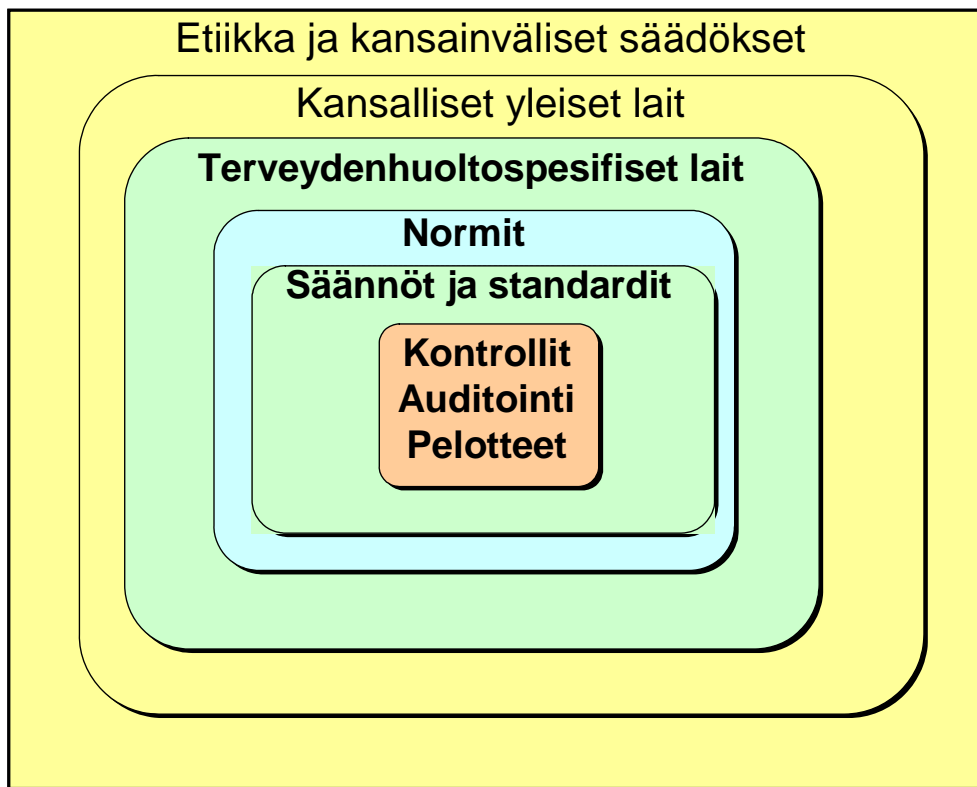 Etiikka ja kansainväliset säädökset
Kansalliset yleiset lait
Terveydenhuoltospesifiset lait
Normit
Säännöt ja standardit
Kontrollit
Auditointi
Pelotteet